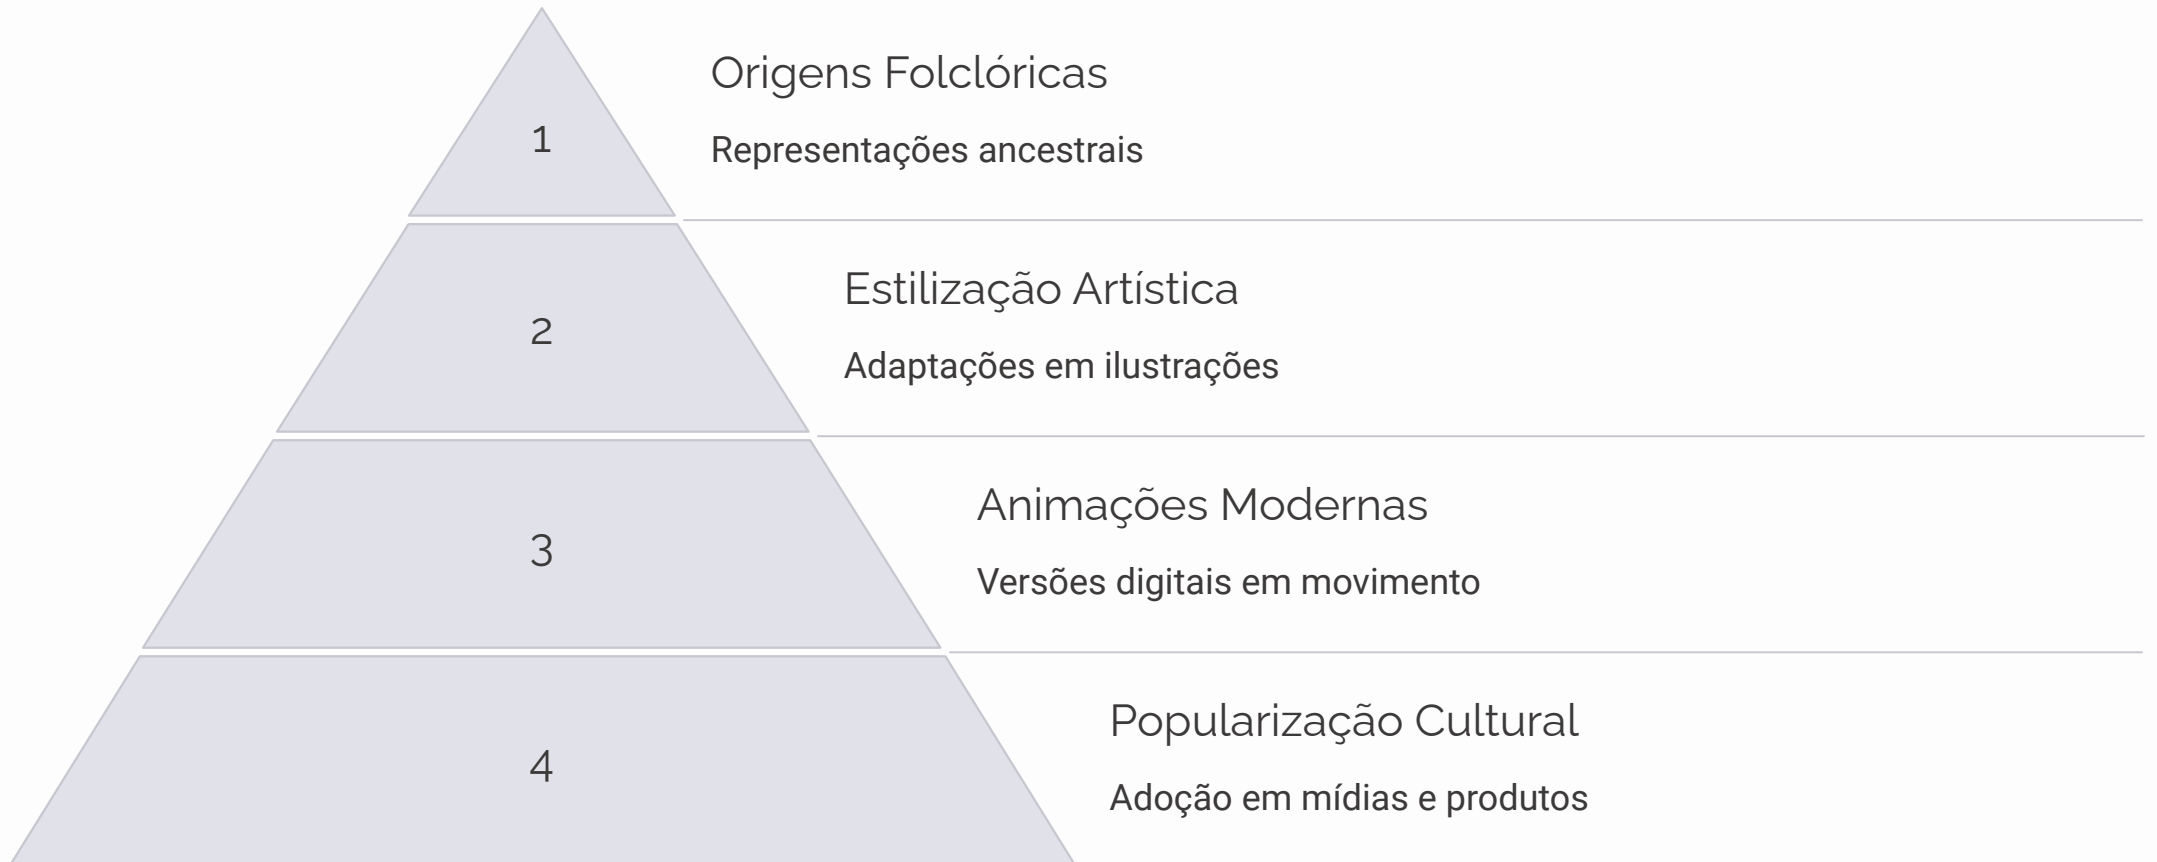 1
Origens Folclóricas
Representações ancestrais
2
Estilização Artística
Adaptações em ilustrações
3
Animações Modernas
Versões digitais em movimento
4
Popularização Cultural
Adoção em mídias e produtos